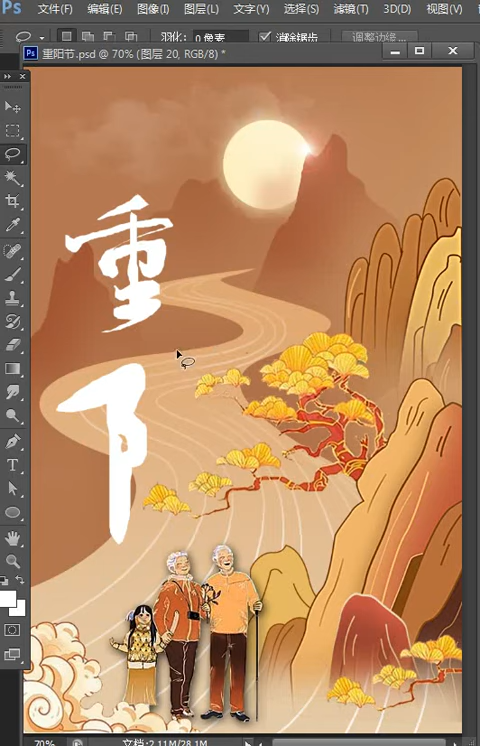 Ps 文件(F) 编辑(E) 图像(I) 图层(L) 文字(Y) 选择(S) 滤镜(T) 3D(D) 视图(V)
羽化: 0 像素 消除锯齿 调整边缘...
Ps 重阳节.psd @ 70% (图层 20, RGB/8) *
重
T
70% 文档:2.11M/28.1M